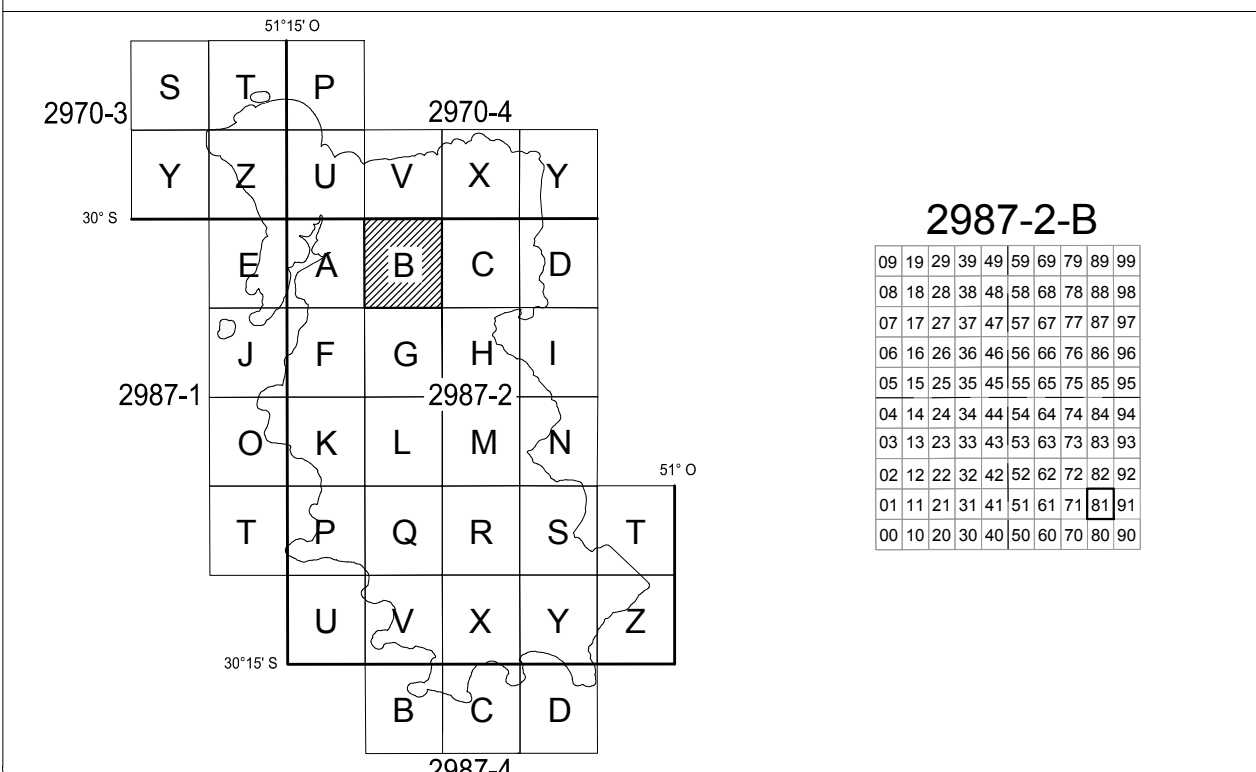 51°15' O
S T P
2970-3 2970-4
Y Z U V X Y
30° S
E A B C D
J F G H I
2987-1 2987-2
O K L M N
51° O
T P Q R S T
U V X Y Z
30°15' S
B C D
2987-4
2987-2-B
09 19 29 39 49 59 69 79 89 99
08 18 28 38 48 58 68 78 88 98
07 17 27 37 47 57 67 77 87 97
06 16 26 36 46 56 66 76 86 96
05 15 25 35 45 55 65 75 85 95
04 14 24 34 44 54 64 74 84 94
03 13 23 33 43 53 63 73 83 93
02 12 22 32 42 52 62 72 82 92
01 11 21 31 41 51 61 71 81 91
00 10 20 30 40 50 60 70 80 90